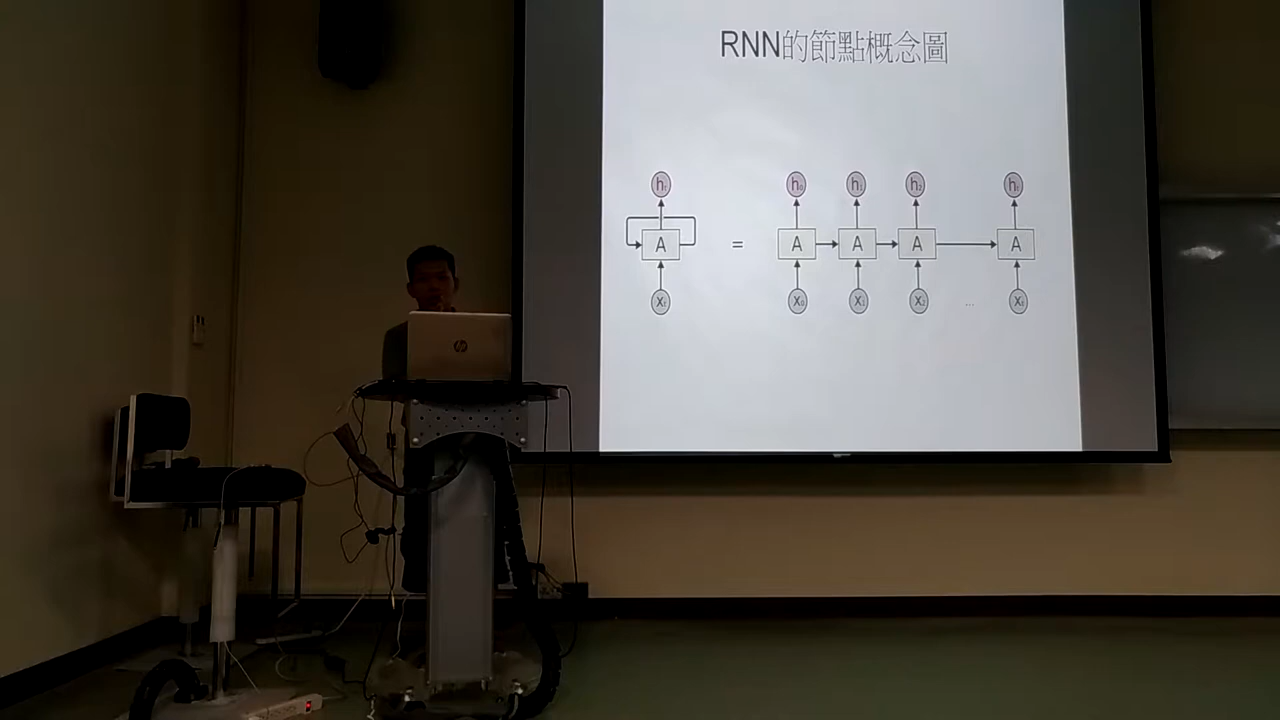 RNN的節點概念圖
hₜ h₀ h₁ h₂ hₜ
A = A A A A
Xₜ X₀ X₁ X₂ ... Xₜ
hp